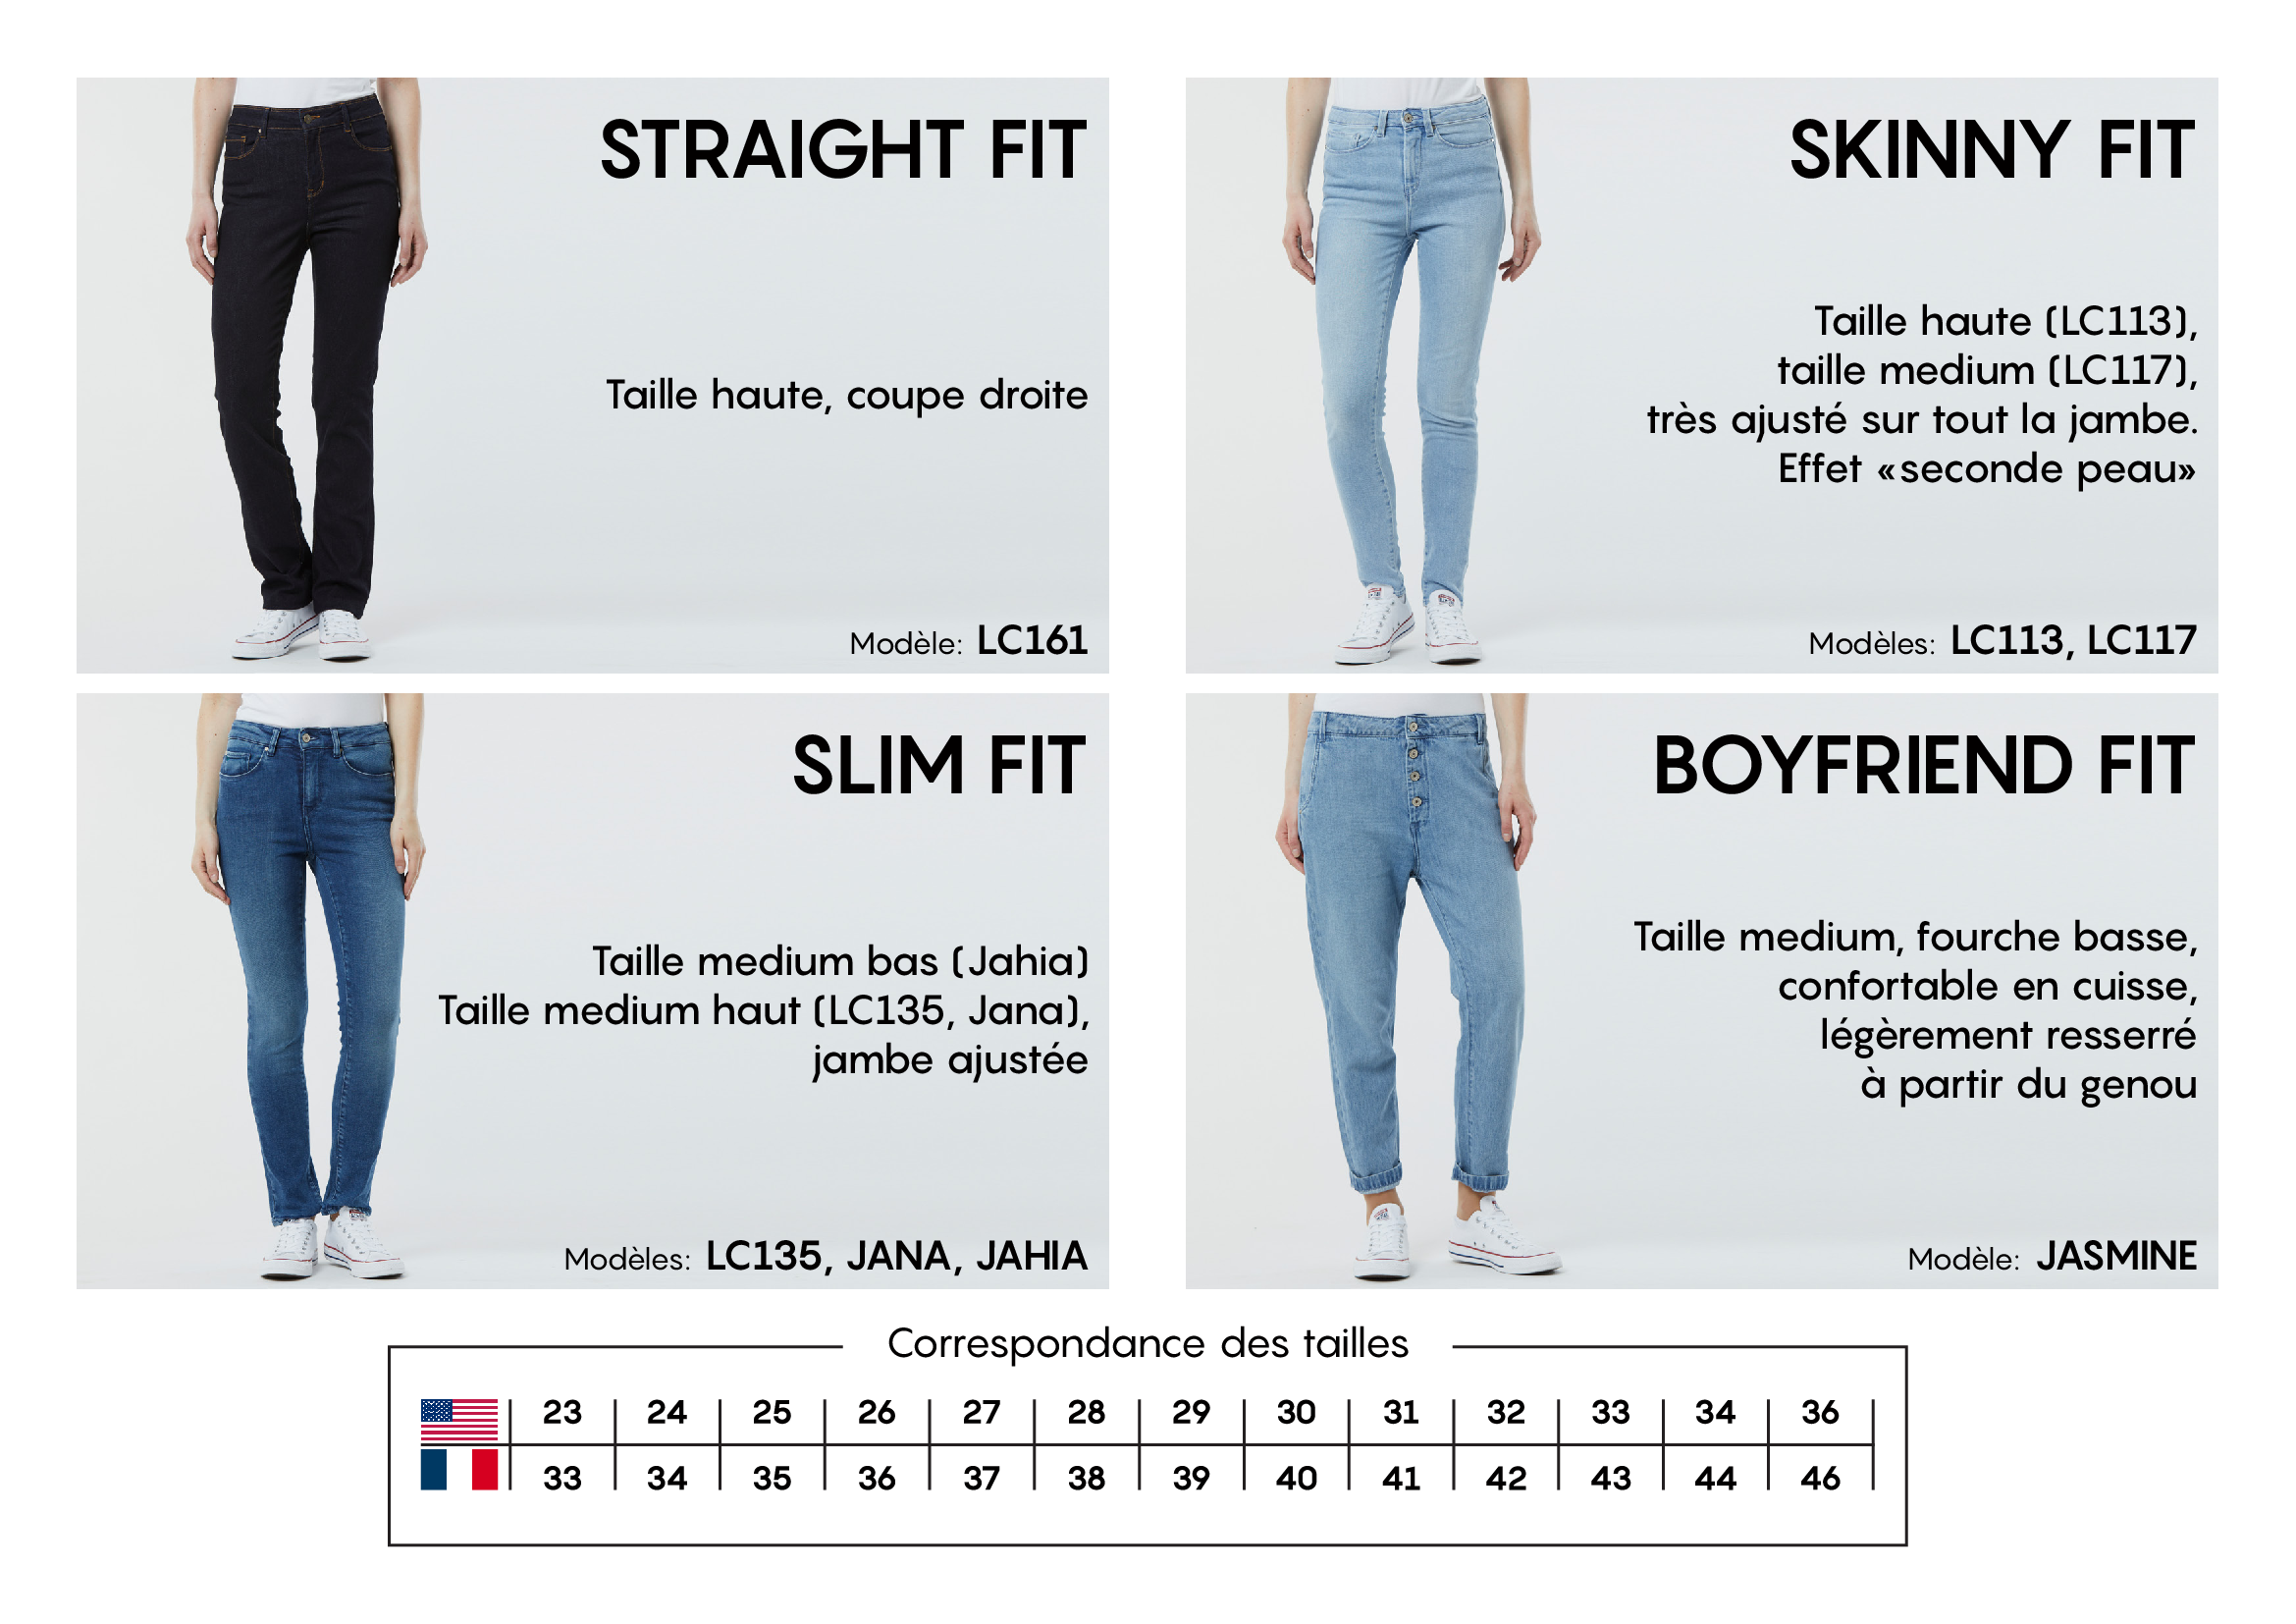 STRAIGHT FIT
Taille haute, coupe droite
Modèle: LC161
SKINNY FIT
Taille haute (LC113),
taille medium (LC117),
très ajusté sur tout la jambe.
Effet «seconde peau»
Modèles: LC113, LC117
SLIM FIT
Taille medium bas (Jahia)
Taille medium haut (LC135, Jana),
jambe ajustée
Modèles: LC135, JANA, JAHIA
BOYFRIEND FIT
Taille medium, fourche basse,
confortable en cuisse,
légèrement resserré
à partir du genou
Modèle: JASMINE
Correspondance des tailles
23 24 25 26 27 28 29 30 31 32 33 34 36
33 34 35 36 37 38 39 40 41 42 43 44 46